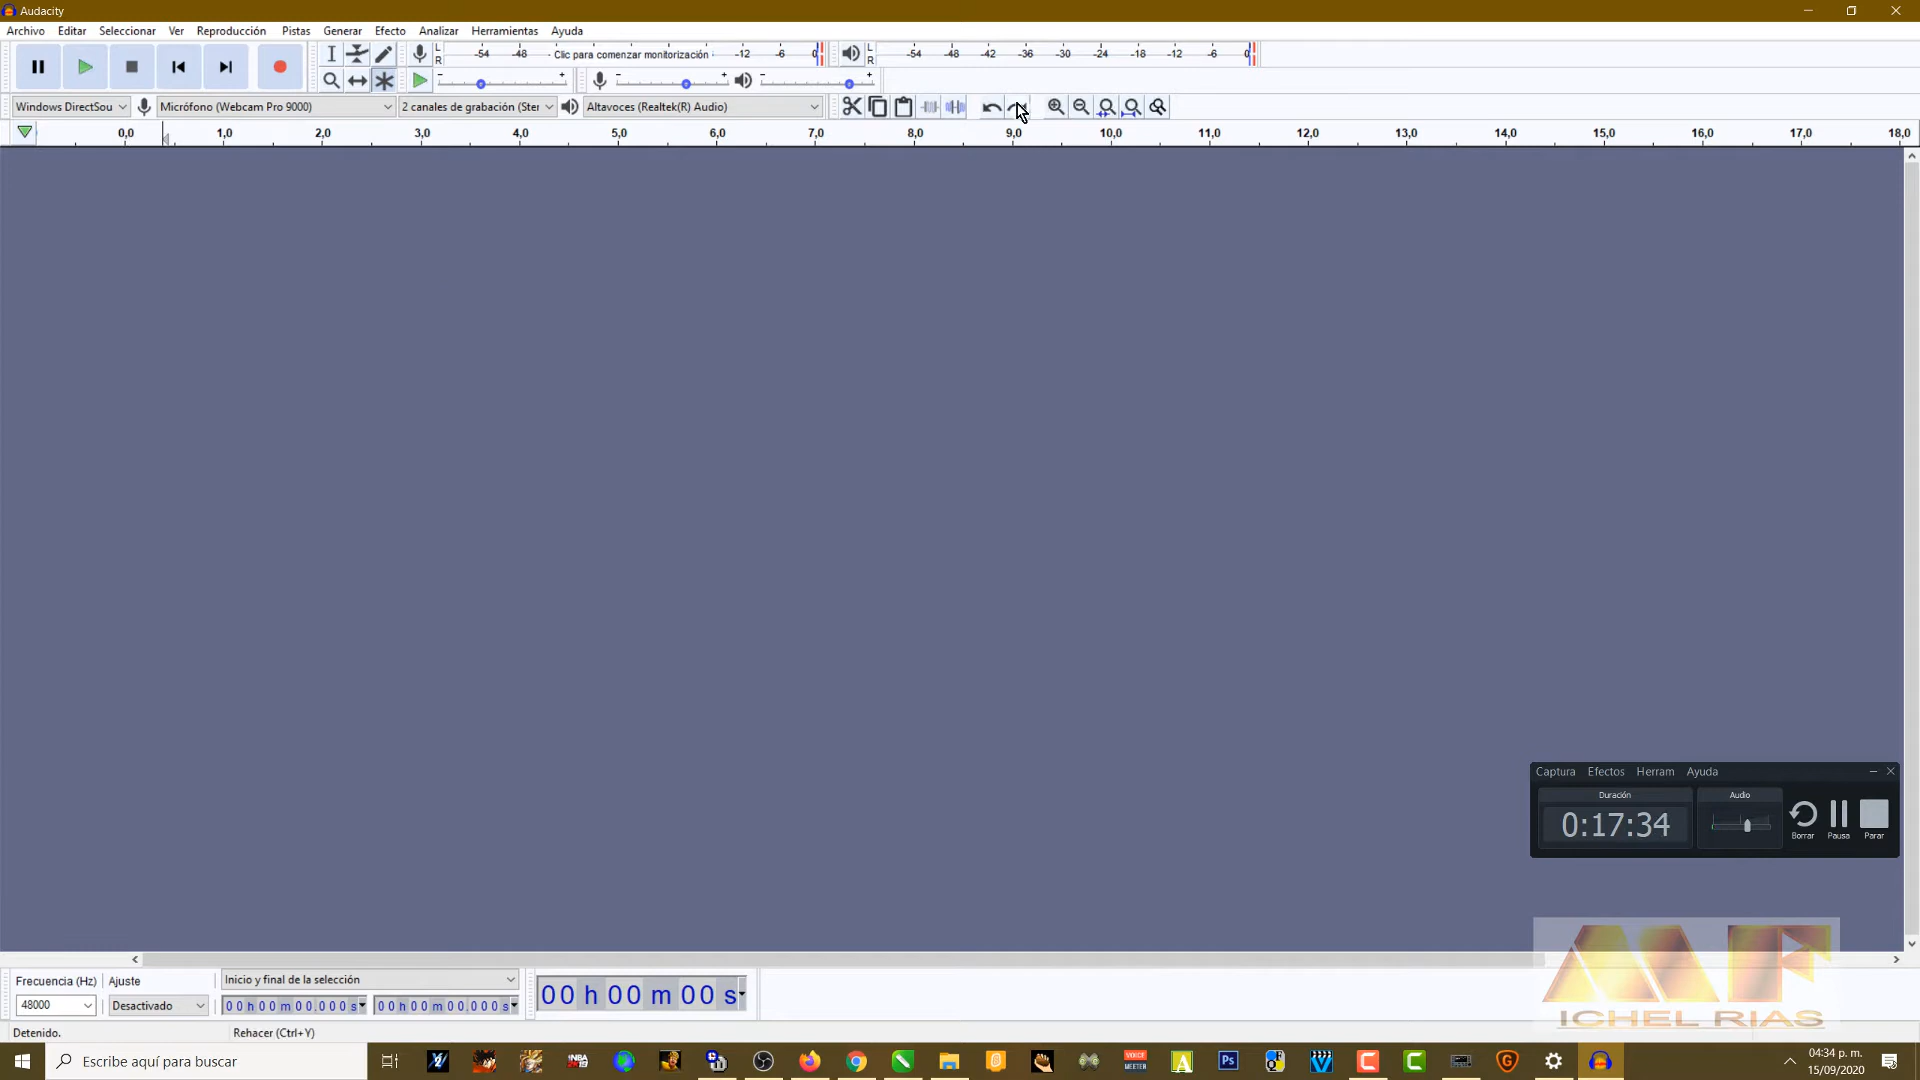 Audacity
Archivo Editar Seleccionar Ver Reproducción Pistas Generar Efecto Analizar Herramientas Ayuda
L R -54 -48 Clic para comenzar monitorización -12 -6 0
L R -54 -48 -42 -36 -30 -24 -18 -12 -6 0
Windows DirectSou Micrófono (Webcam Pro 9000) 2 canales de grabación (Ster Altavoces (Realtek(R) Audio)
0,0 1,0 2,0 3,0 4,0 5,0 6,0 7,0 8,0 9,0 10,0 11,0 12,0 13,0 14,0 15,0 16,0 17,0 18,0
Captura Efectos Herram Ayuda
Duración Audio
0:17:34
Borrar Pausa Parar
ICHEL RIAS
Frecuencia (Hz) Ajuste Inicio y final de la selección
48000 Desactivado 00 h 00 m 00.000 s 00 h 00 m 00.000 s
00 h 00 m 00 s
Detenido. Rehacer (Ctrl+Y)
Escribe aquí para buscar
NBA 19
VOICE MEETER
Ps
04:34 p. m.
15/09/2020